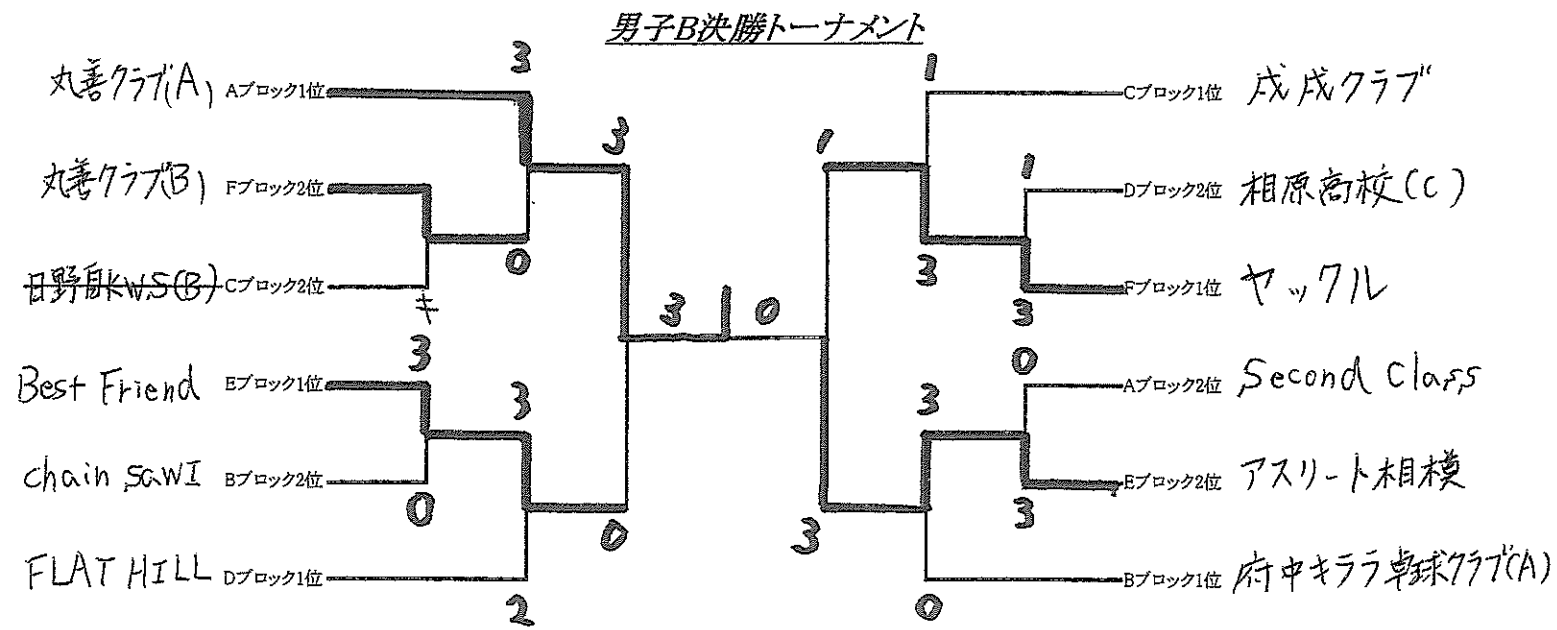 男子B決勝トーナメント
3
1
丸善クラブ(A) Aブロック1位
Cブロック1位 戌戌クラブ
3
1
1
丸善クラブ(B) Fブロック2位
Dブロック2位 相原高校(C)
0
3
日野自KWS(B) Cブロック2位
Fブロック1位 ヤックル
キ
3
0
3
3
0
3
3
Best Friend Eブロック1位
Aブロック2位 Second Class
chain sawI Bブロック2位
Eブロック2位 アスリート相模
0
3
0
3
FLAT HILL Dブロック1位
Bブロック1位 府中キララ卓球クラブ(A)
2
0